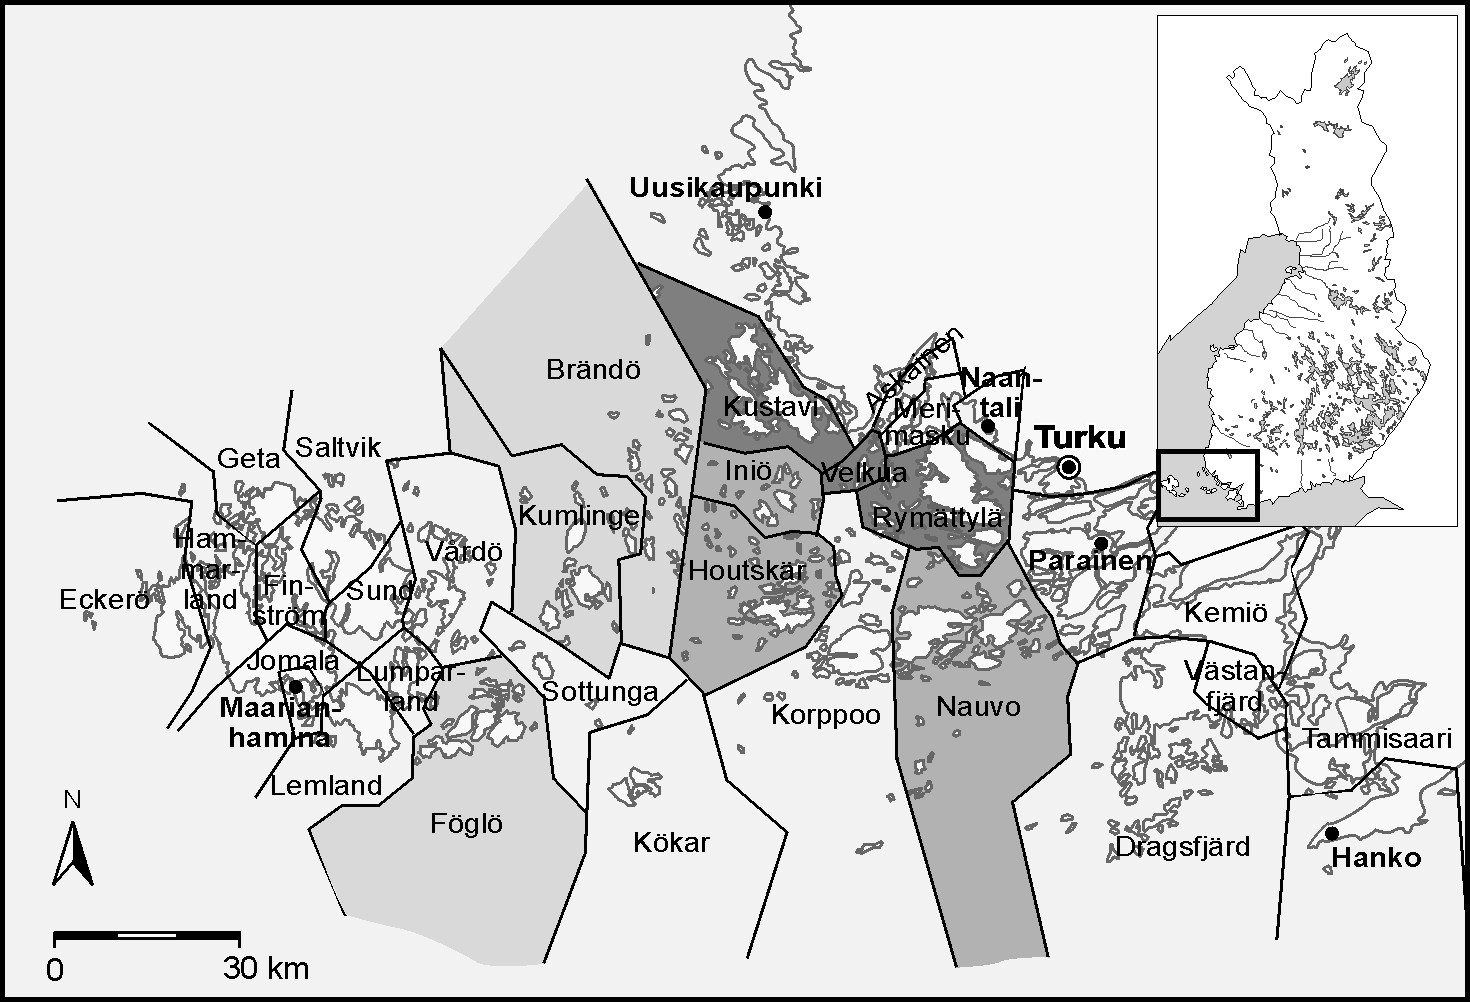 Uusikaupunki
Brändö
Askainen
Naan-
tali
Kustavi
Meri-
masku
Turku
Saltvik
Geta
Iniö
Velkua
Kumlinge
Rymättylä
Ham-
mar-
land
Vårdö
Parainen
Houtskär
Eckerö
Fin-
ström
Sund
Kemiö
Jomala
Lumpar-
land
Västan-
fjärd
Sottunga
Maarian-
hamina
Korppoo
Nauvo
Tammisaari
Lemland
N
Föglö
Kökar
Dragsfjärd
Hanko
0
30 km